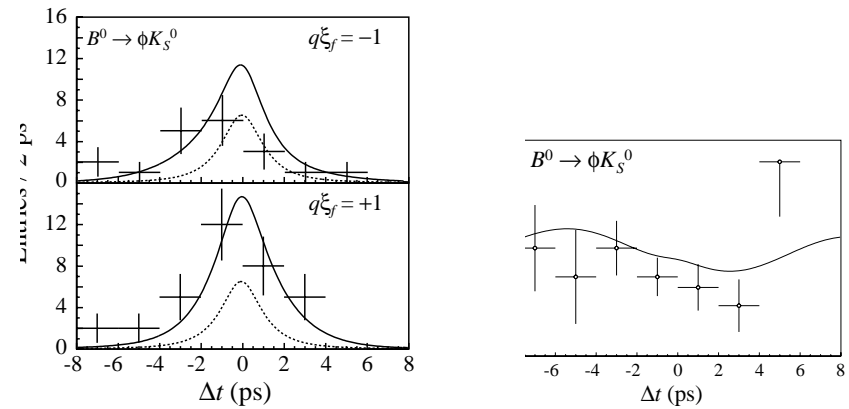 16
B⁰ → ϕK_S⁰ qξ_f = −1
12
8
4
0
qξ_f = +1
12
8
4
0
-8 -6 -4 -2 0 2 4 6 8
Δt (ps)
Entries / 2 ps
B⁰ → ϕK_S⁰
-6 -4 -2 0 2 4 6 8
Δt (ps)